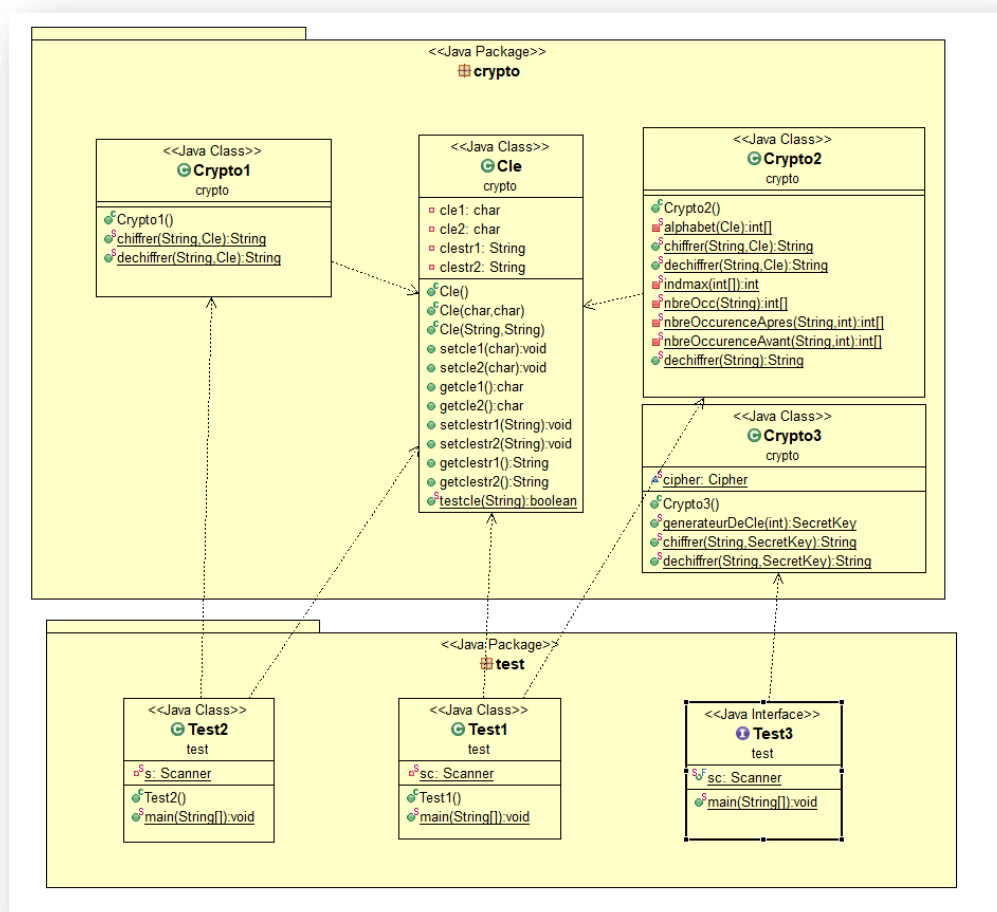 <<Java Package>>
crypto
<<Java Class>>
Crypto1
crypto
Crypto1()
chiffrer(String,Cle):String
dechiffrer(String,Cle):String
<<Java Class>>
Cle
crypto
cle1: char
cle2: char
clestr1: String
clestr2: String
Cle()
Cle(char,char)
Cle(String,String)
setcle1(char):void
setcle2(char):void
getcle1():char
getcle2():char
setclestr1(String):void
setclestr2(String):void
getclestr1():String
getclestr2():String
testcle(String):boolean
<<Java Class>>
Crypto2
crypto
Crypto2()
alphabet(Cle):int[]
chiffrer(String,Cle):String
dechiffrer(String,Cle):String
indmax(int[]):int
nbreOcc(String):int[]
nbreOccurenceApres(String,int):int[]
nbreOccurenceAvant(String,int):int[]
dechiffrer(String):String
<<Java Class>>
Crypto3
crypto
cipher: Cipher
Crypto3()
generateurDeCle(int):SecretKey
chiffrer(String,SecretKey):String
dechiffrer(String,SecretKey):String
<<Java Package>>
test
<<Java Class>>
Test2
test
s: Scanner
Test2()
main(String[]):void
<<Java Class>>
Test1
test
sc: Scanner
Test1()
main(String[]):void
<<Java Interface>>
Test3
test
sc: Scanner
main(String[]):void